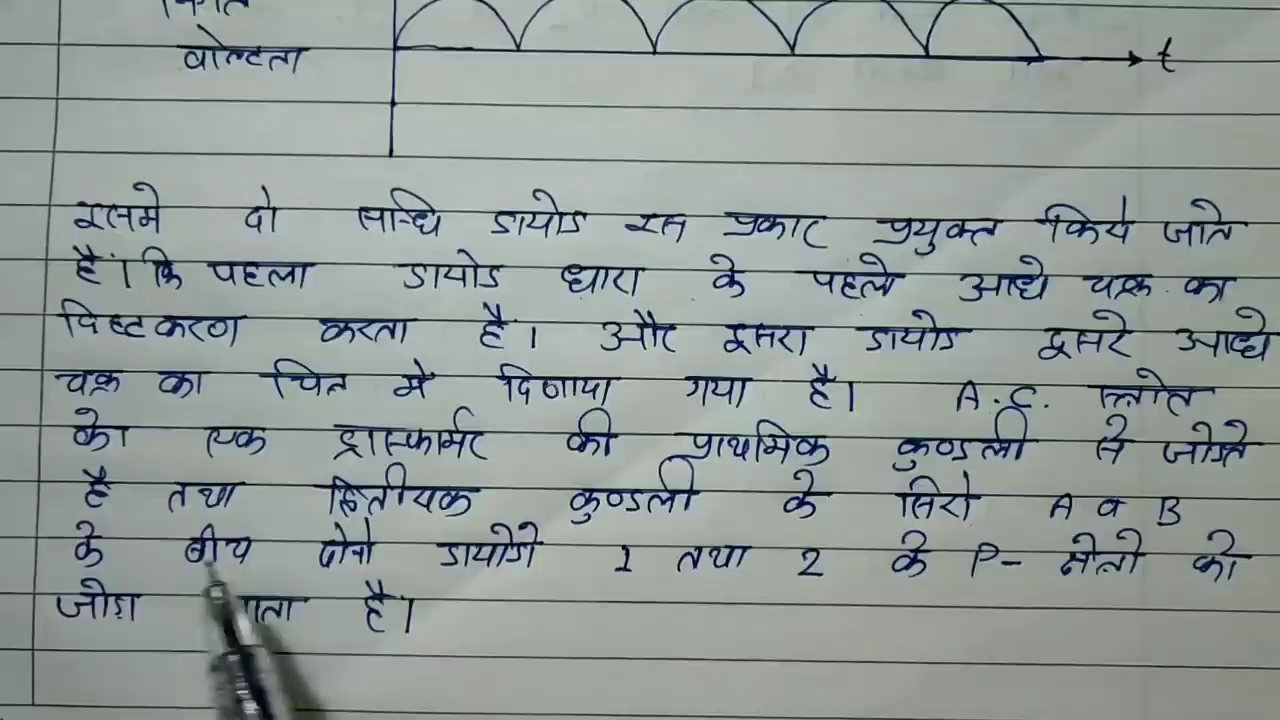 वोल्टता
t
इसमे दो सन्धि डायोड इस प्रकार प्रयुक्त किये जाते
है। कि पहला डायोड धारा के पहले आधे चक्र का
दिष्टकरण करता है। और दूसरा डायोड दूसरे आधे
चक्र का चित्र मे दिखाया गया है। A.C. स्त्रोत
को एक ट्रांसफार्मर की प्राथमिक कुण्डली से जोडते
है तथा द्वितीयक कुण्डली के सिरो A व B
के बीच दोनो डायोडो 1 तथा 2 के P- क्षेत्रो को
जोडा है।